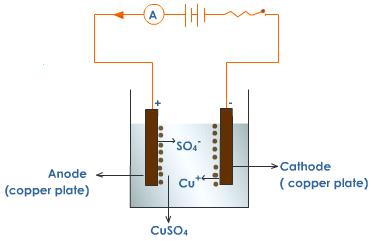 A
+
-
SO₄⁻
Anode
(copper plate)
Cu⁺
Cathode
( copper plate)
CuSO₄